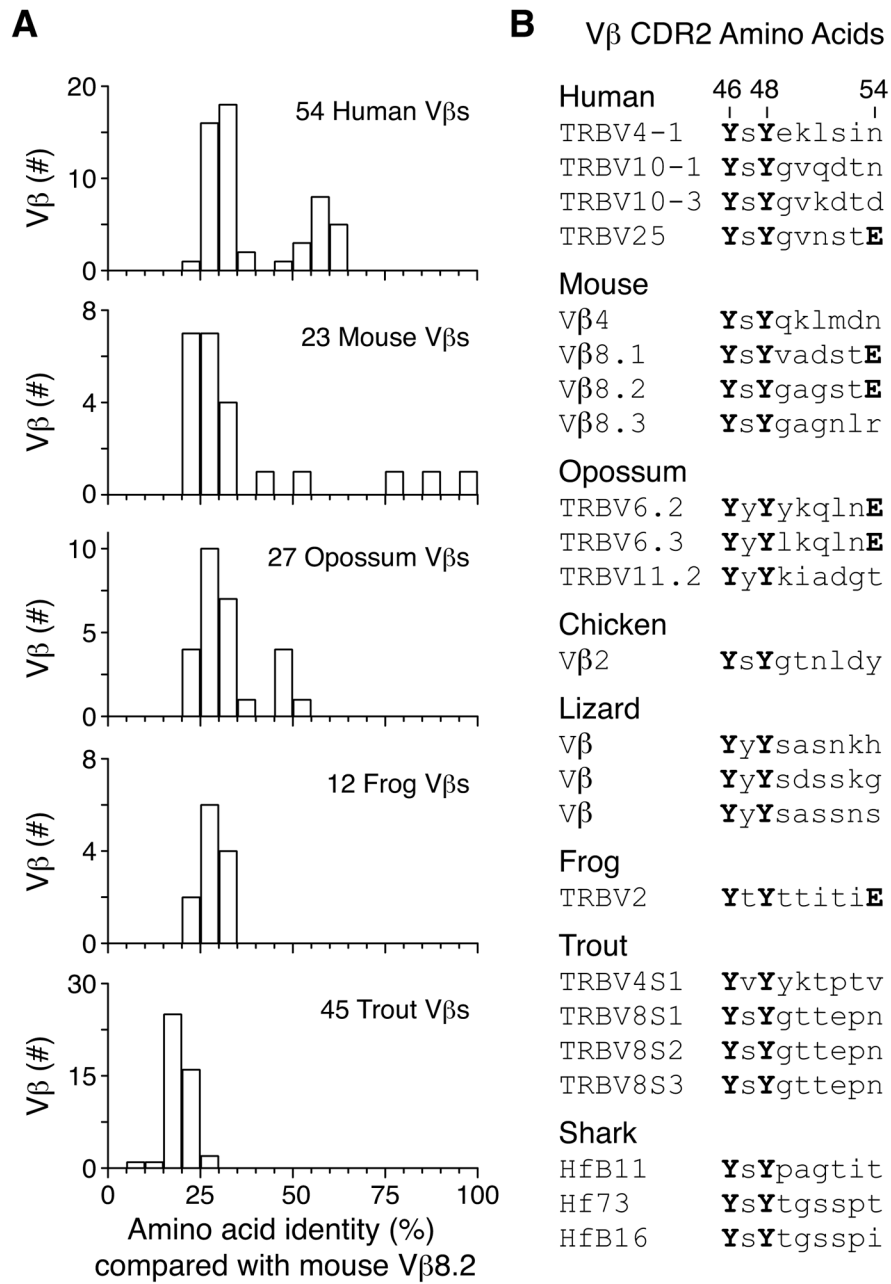 A
20
10
0
Vβ (#)
54 Human Vβs
8
4
0
Vβ (#)
23 Mouse Vβs
10
5
0
Vβ (#)
27 Opossum Vβs
8
4
0
Vβ (#)
12 Frog Vβs
30
15
0
Vβ (#)
45 Trout Vβs
0 25 50 75 100
Amino acid identity (%)
compared with mouse Vβ8.2
B
Vβ CDR2 Amino Acids
46 48 54
Human
TRBV4-1 YsYeklsin
TRBV10-1 YsYgvqdtn
TRBV10-3 YsYgvkdtd
TRBV25 YsYgvnstE
Mouse
Vβ4 YsYqklmdn
Vβ8.1 YsYvadstE
Vβ8.2 YsYgagstE
Vβ8.3 YsYgagnlr
Opossum
TRBV6.2 YyYykqlnE
TRBV6.3 YyYlkqlnE
TRBV11.2 YyYkiadgt
Chicken
Vβ2 YsYgtnldy
Lizard
Vβ YyYsasnkh
Vβ YyYsdsskg
Vβ YyYsassns
Frog
TRBV2 YtYttitiE
Trout
TRBV4S1 YvYyktptv
TRBV8S1 YsYgttepn
TRBV8S2 YsYgttepn
TRBV8S3 YsYgttepn
Shark
HfB11 YsYpagtit
Hf73 YsYtgsspt
HfB16 YsYtgsspi